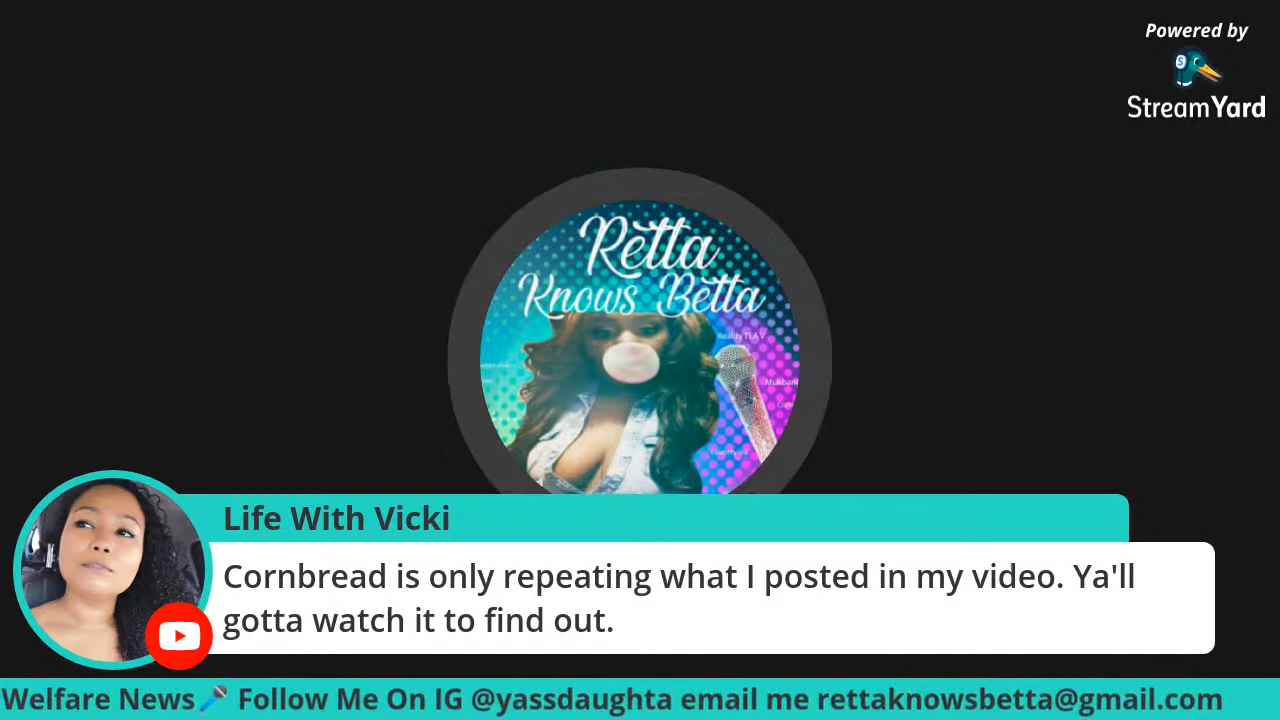 Powered by
StreamYard
Retta
Knows Betta
Reality TEA V
Life With Vicki
Cornbread is only repeating what I posted in my video. Ya'll
gotta watch it to find out.
Welfare News🎤 Follow Me On IG @yassdaughta email me rettaknowsbetta@gmail.com